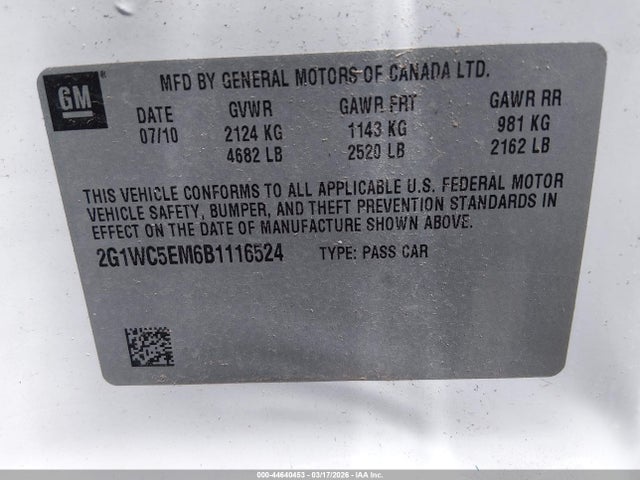 GM
MFD BY GENERAL MOTORS OF CANADA LTD.
DATE GVWR GAWR FRT GAWR RR
07/10 2124 KG 1143 KG 981 KG
4682 LB 2520 LB 2162 LB
THIS VEHICLE CONFORMS TO ALL APPLICABLE U.S. FEDERAL MOTOR
VEHICLE SAFETY, BUMPER, AND THEFT PREVENTION STANDARDS IN
EFFECT ON THE DATE OF MANUFACTURE SHOWN ABOVE.
2G1WC5EM6B1116524 TYPE: PASS CAR
000-44640453 - 03/17/2026 - IAAI.COM